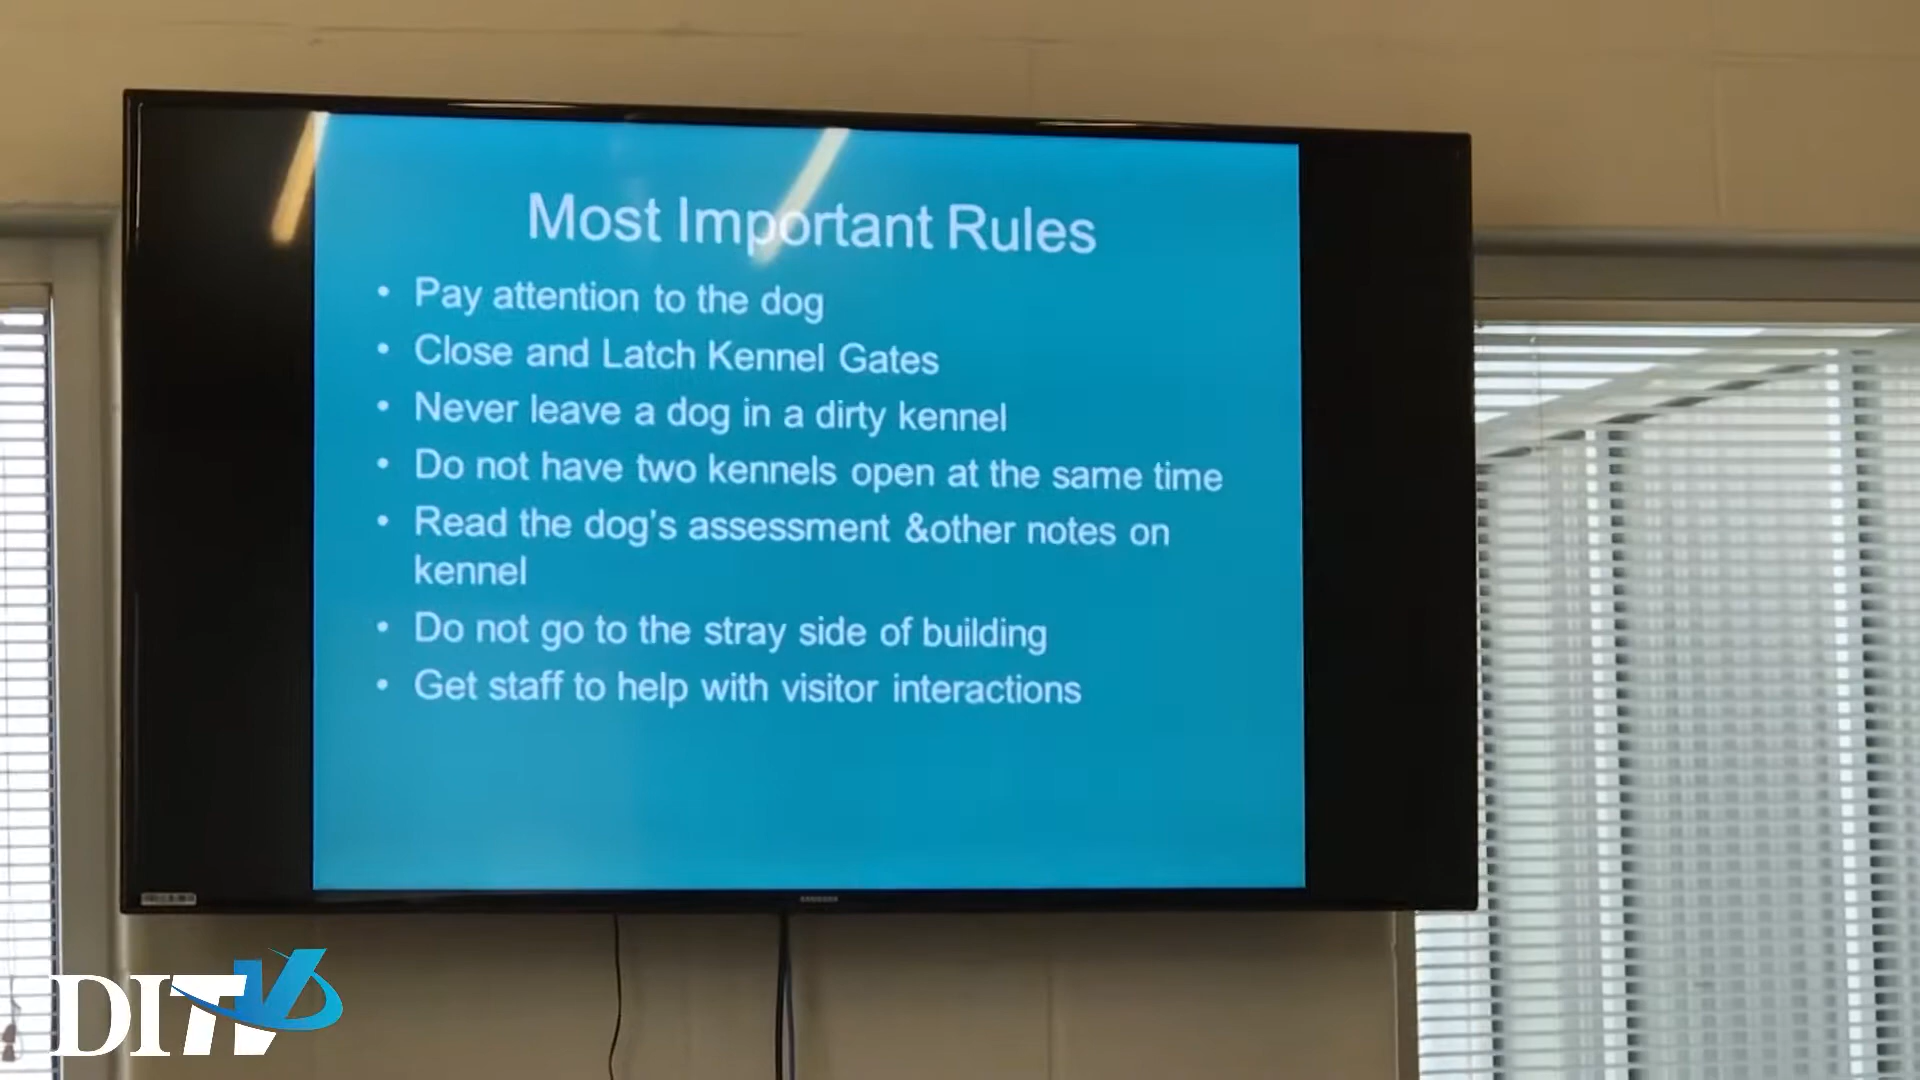 Most Important Rules
• Pay attention to the dog
• Close and Latch Kennel Gates
• Never leave a dog in a dirty kennel
• Do not have two kennels open at the same time
• Read the dog's assessment &other notes on
kennel
• Do not go to the stray side of building
• Get staff to help with visitor interactions
SAMSUNG
DITV